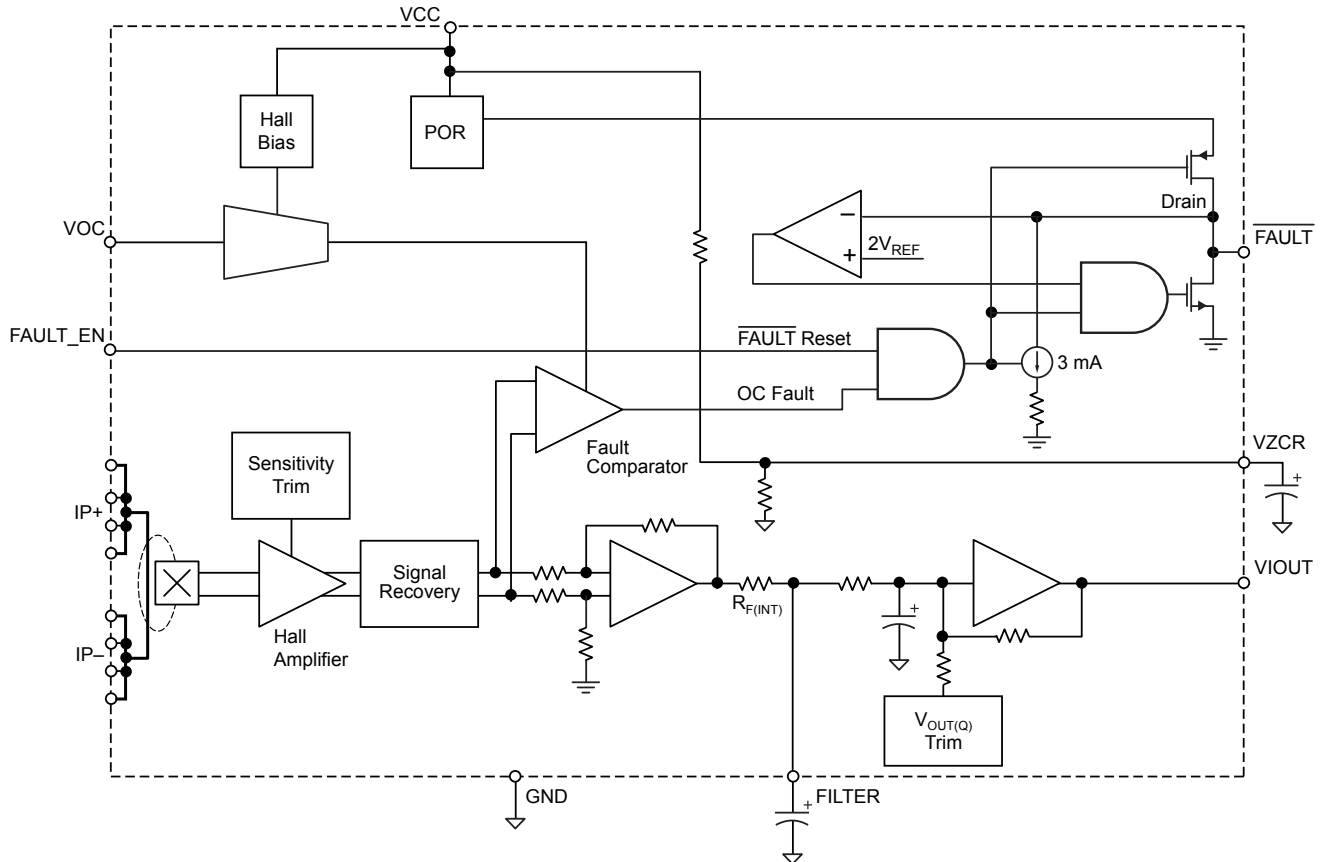 VCC
Hall
Bias
POR
Drain
VOC
−
+
2VREF
FAULT
FAULT_EN
FAULT Reset
3 mA
OC Fault
Fault
Comparator
VZCR
+
Sensitivity
Trim
IP+
Signal
Recovery
VIOUT
RF(INT)
+
Hall
Amplifier
IP–
VOUT(Q)
Trim
GND
FILTER
+